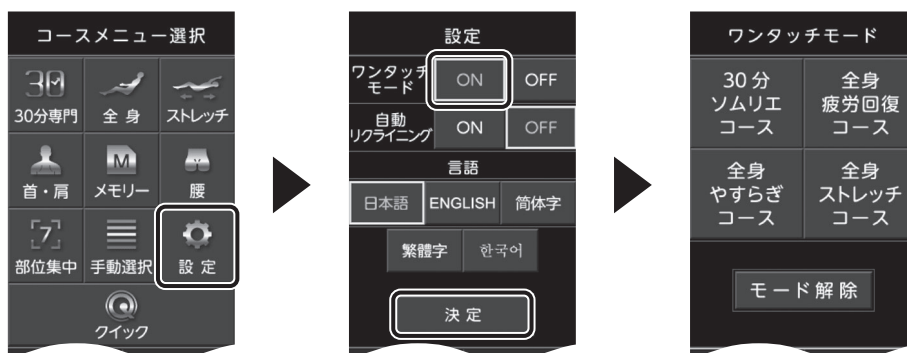 コースメニュー選択
30分専門
全身
ストレッチ
首・肩
M
メモリー
腰
7
部位集中
手動選択
設定
クイック
設定
ワンタッチ
モード
ON
OFF
自動
リクライニング
ON
OFF
言語
日本語
ENGLISH
简体字
繁體字
한국어
決定
ワンタッチモード
30分
ソムリエ
コース
全身
疲労回復
コース
全身
やすらぎ
コース
全身
ストレッチ
コース
モード解除